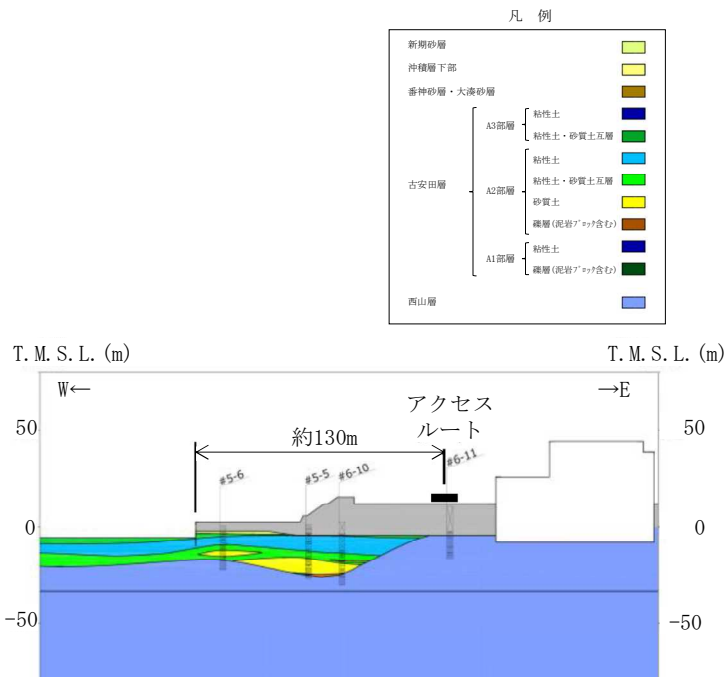 凡 例
新期砂層
沖積層下部
番神砂層・大湊砂層
古安田層
A3部層
粘性土
粘性土・砂質土互層
A2部層
粘性土
粘性土・砂質土互層
砂質土
礫層(泥岩ﾌﾞﾛｯｸ含む)
A1部層
粘性土
礫層(泥岩ﾌﾞﾛｯｸ含む)
西山層
T.M.S.L.(m)
T.M.S.L.(m)
W←
→E
アクセス
ルート
約130m
#5-6
#5-5
#6-10
#6-11
50
50
0
0
-50
-50